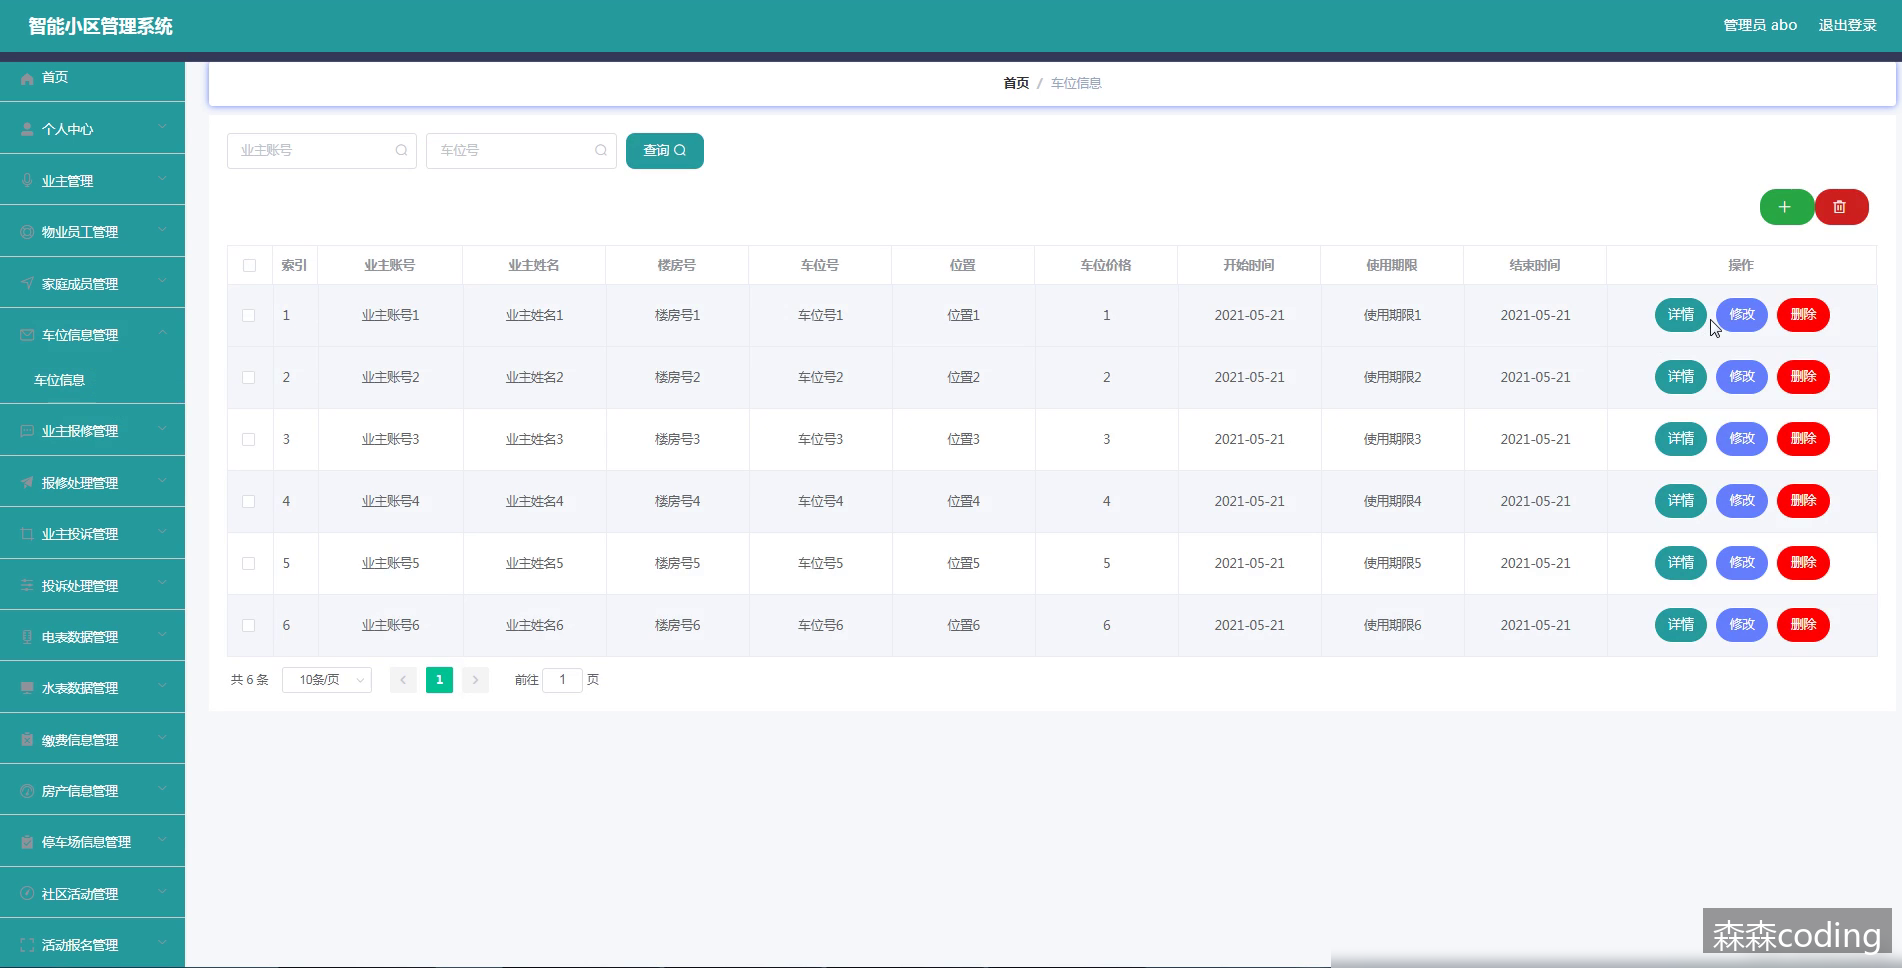 智能小区管理系统
管理员 abo 退出登录
首页
个人中心
业主管理
物业员工管理
家庭成员管理
车位信息管理
车位信息
业主报修管理
报修处理管理
业主投诉管理
投诉处理管理
电表数据管理
水表数据管理
缴费信息管理
房产信息管理
停车场信息管理
社区活动管理
活动报名管理
首页 / 车位信息
业主账号 车位号 查询
索引 业主账号 业主姓名 楼房号 车位号 位置 车位价格 开始时间 使用期限 结束时间 操作
1 业主账号1 业主姓名1 楼房号1 车位号1 位置1 1 2021-05-21 使用期限1 2021-05-21 详情 修改 删除
2 业主账号2 业主姓名2 楼房号2 车位号2 位置2 2 2021-05-21 使用期限2 2021-05-21 详情 修改 删除
3 业主账号3 业主姓名3 楼房号3 车位号3 位置3 3 2021-05-21 使用期限3 2021-05-21 详情 修改 删除
4 业主账号4 业主姓名4 楼房号4 车位号4 位置4 4 2021-05-21 使用期限4 2021-05-21 详情 修改 删除
5 业主账号5 业主姓名5 楼房号5 车位号5 位置5 5 2021-05-21 使用期限5 2021-05-21 详情 修改 删除
6 业主账号6 业主姓名6 楼房号6 车位号6 位置6 6 2021-05-21 使用期限6 2021-05-21 详情 修改 删除
共 6 条 10条/页 1 前往 1 页
森森coding